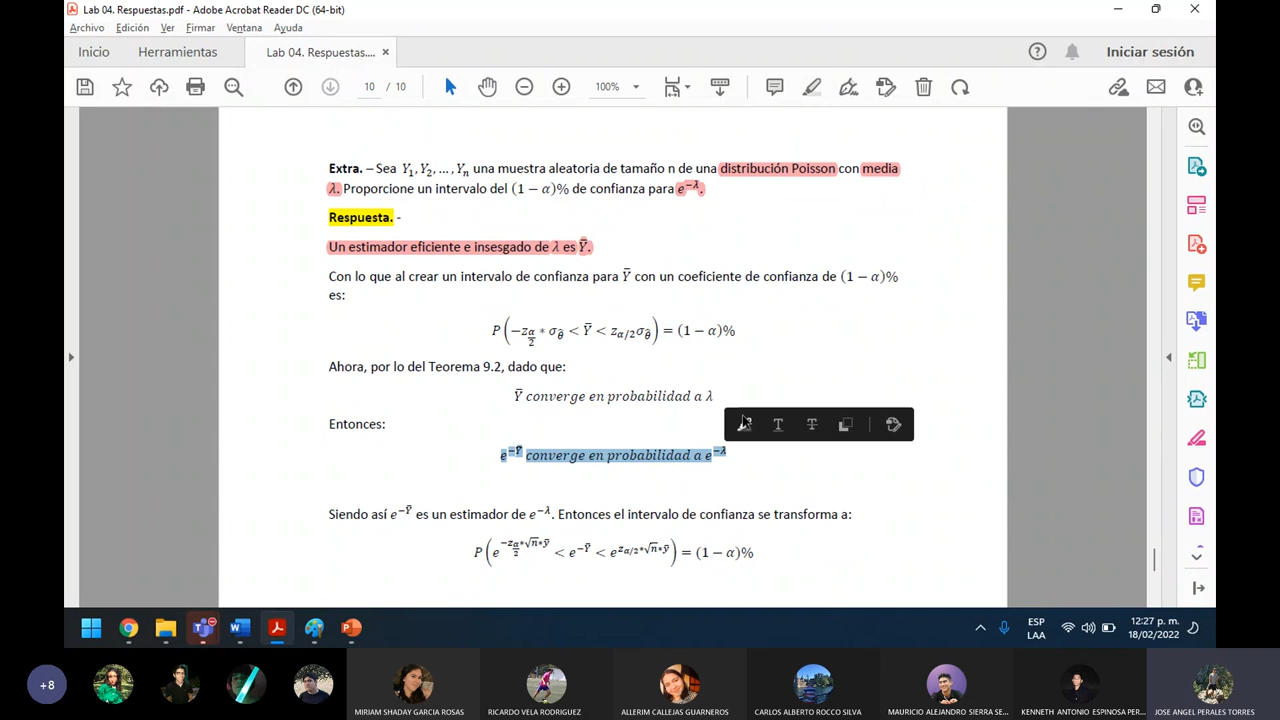 Lab 04. Respuestas.pdf - Adobe Acrobat Reader DC (64-bit)
Archivo Edición Ver Firmar Ventana Ayuda
Inicio Herramientas Lab 04. Respuestas.... × Iniciar sesión
10 / 10 100%
Extra. – Sea Y₁, Y₂, ... , Yₙ una muestra aleatoria de tamaño n de una distribución Poisson con media
λ. Proporcione un intervalo del (1 − α)% de confianza para e^{−λ}.
Respuesta. -
Un estimador eficiente e insesgado de λ es Ȳ.
Con lo que al crear un intervalo de confianza para Ȳ con un coeficiente de confianza de (1 − α)%
es:
P(−z_{α/2} ∗ σ_θ̂ < Ȳ < z_{α/2}σ_θ̂) = (1 − α)%
Ahora, por lo del Teorema 9.2, dado que:
Ȳ converge en probabilidad a λ
Entonces:
e^{−Ȳ} converge en probabilidad a e^{−λ}
Siendo así e^{−Ȳ} es un estimador de e^{−λ}. Entonces el intervalo de confianza se transforma a:
P(e^{−z_{α/2}∗√n∗ȳ} < e^{−Ȳ} < e^{z_{α/2}∗√n∗ȳ}) = (1 − α)%
ESP
LAA
12:27 p. m.
18/02/2022
+8
MIRIAM SHADAY GARCIA ROSAS RICARDO VELA RODRIGUEZ ALLERIM CALLEJAS GUARNEROS CARLOS ALBERTO ROCCO SILVA MAURICIO ALEJANDRO SIERRA SE... KENNETH ANTONIO ESPINOSA PER... JOSE ANGEL PERALES TORRES